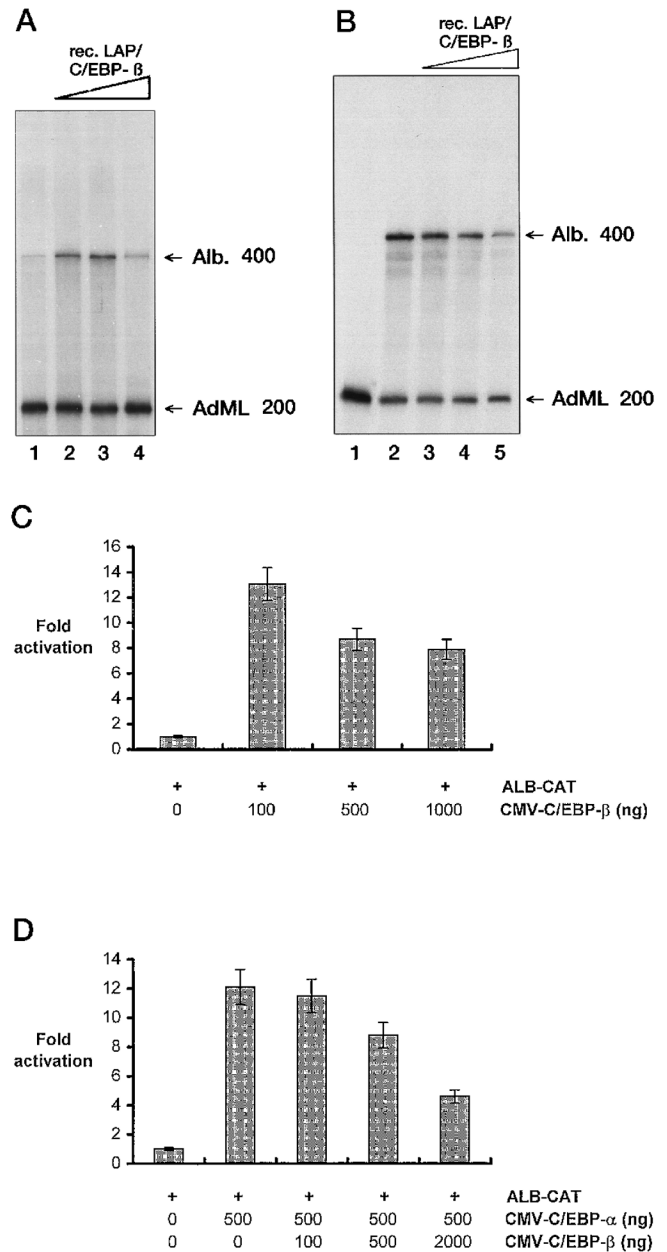 A
rec. LAP/
C/EBP- ß
Alb. 400
AdML 200
1 2 3 4
B
rec. LAP/
C/EBP- ß
Alb. 400
AdML 200
1 2 3 4 5
C
Fold
activation
16
14
12
10
8
6
4
2
0
+ + + + ALB-CAT
0 100 500 1000 CMV-C/EBP-β (ng)
D
Fold
activation
14
12
10
8
6
4
2
0
+ + + + + ALB-CAT
0 500 500 500 500 CMV-C/EBP-α (ng)
0 0 100 500 2000 CMV-C/EBP-β (ng)